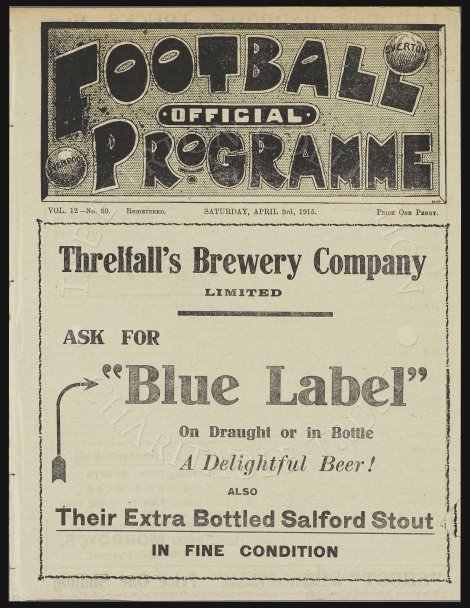 FOOTBALL
EVERTON
OFFICIAL
LIVERPOOL
PROGRAMME
VOL. 12—No. 39. REGISTERED. SATURDAY, APRIL 3rd, 1915. PRICE ONE PENNY.
Threlfall's Brewery Company
LIMITED
ASK FOR
"Blue Label"
On Draught or in Bottle
A Delightful Beer!
ALSO
Their Extra Bottled Salford Stout
IN FINE CONDITION